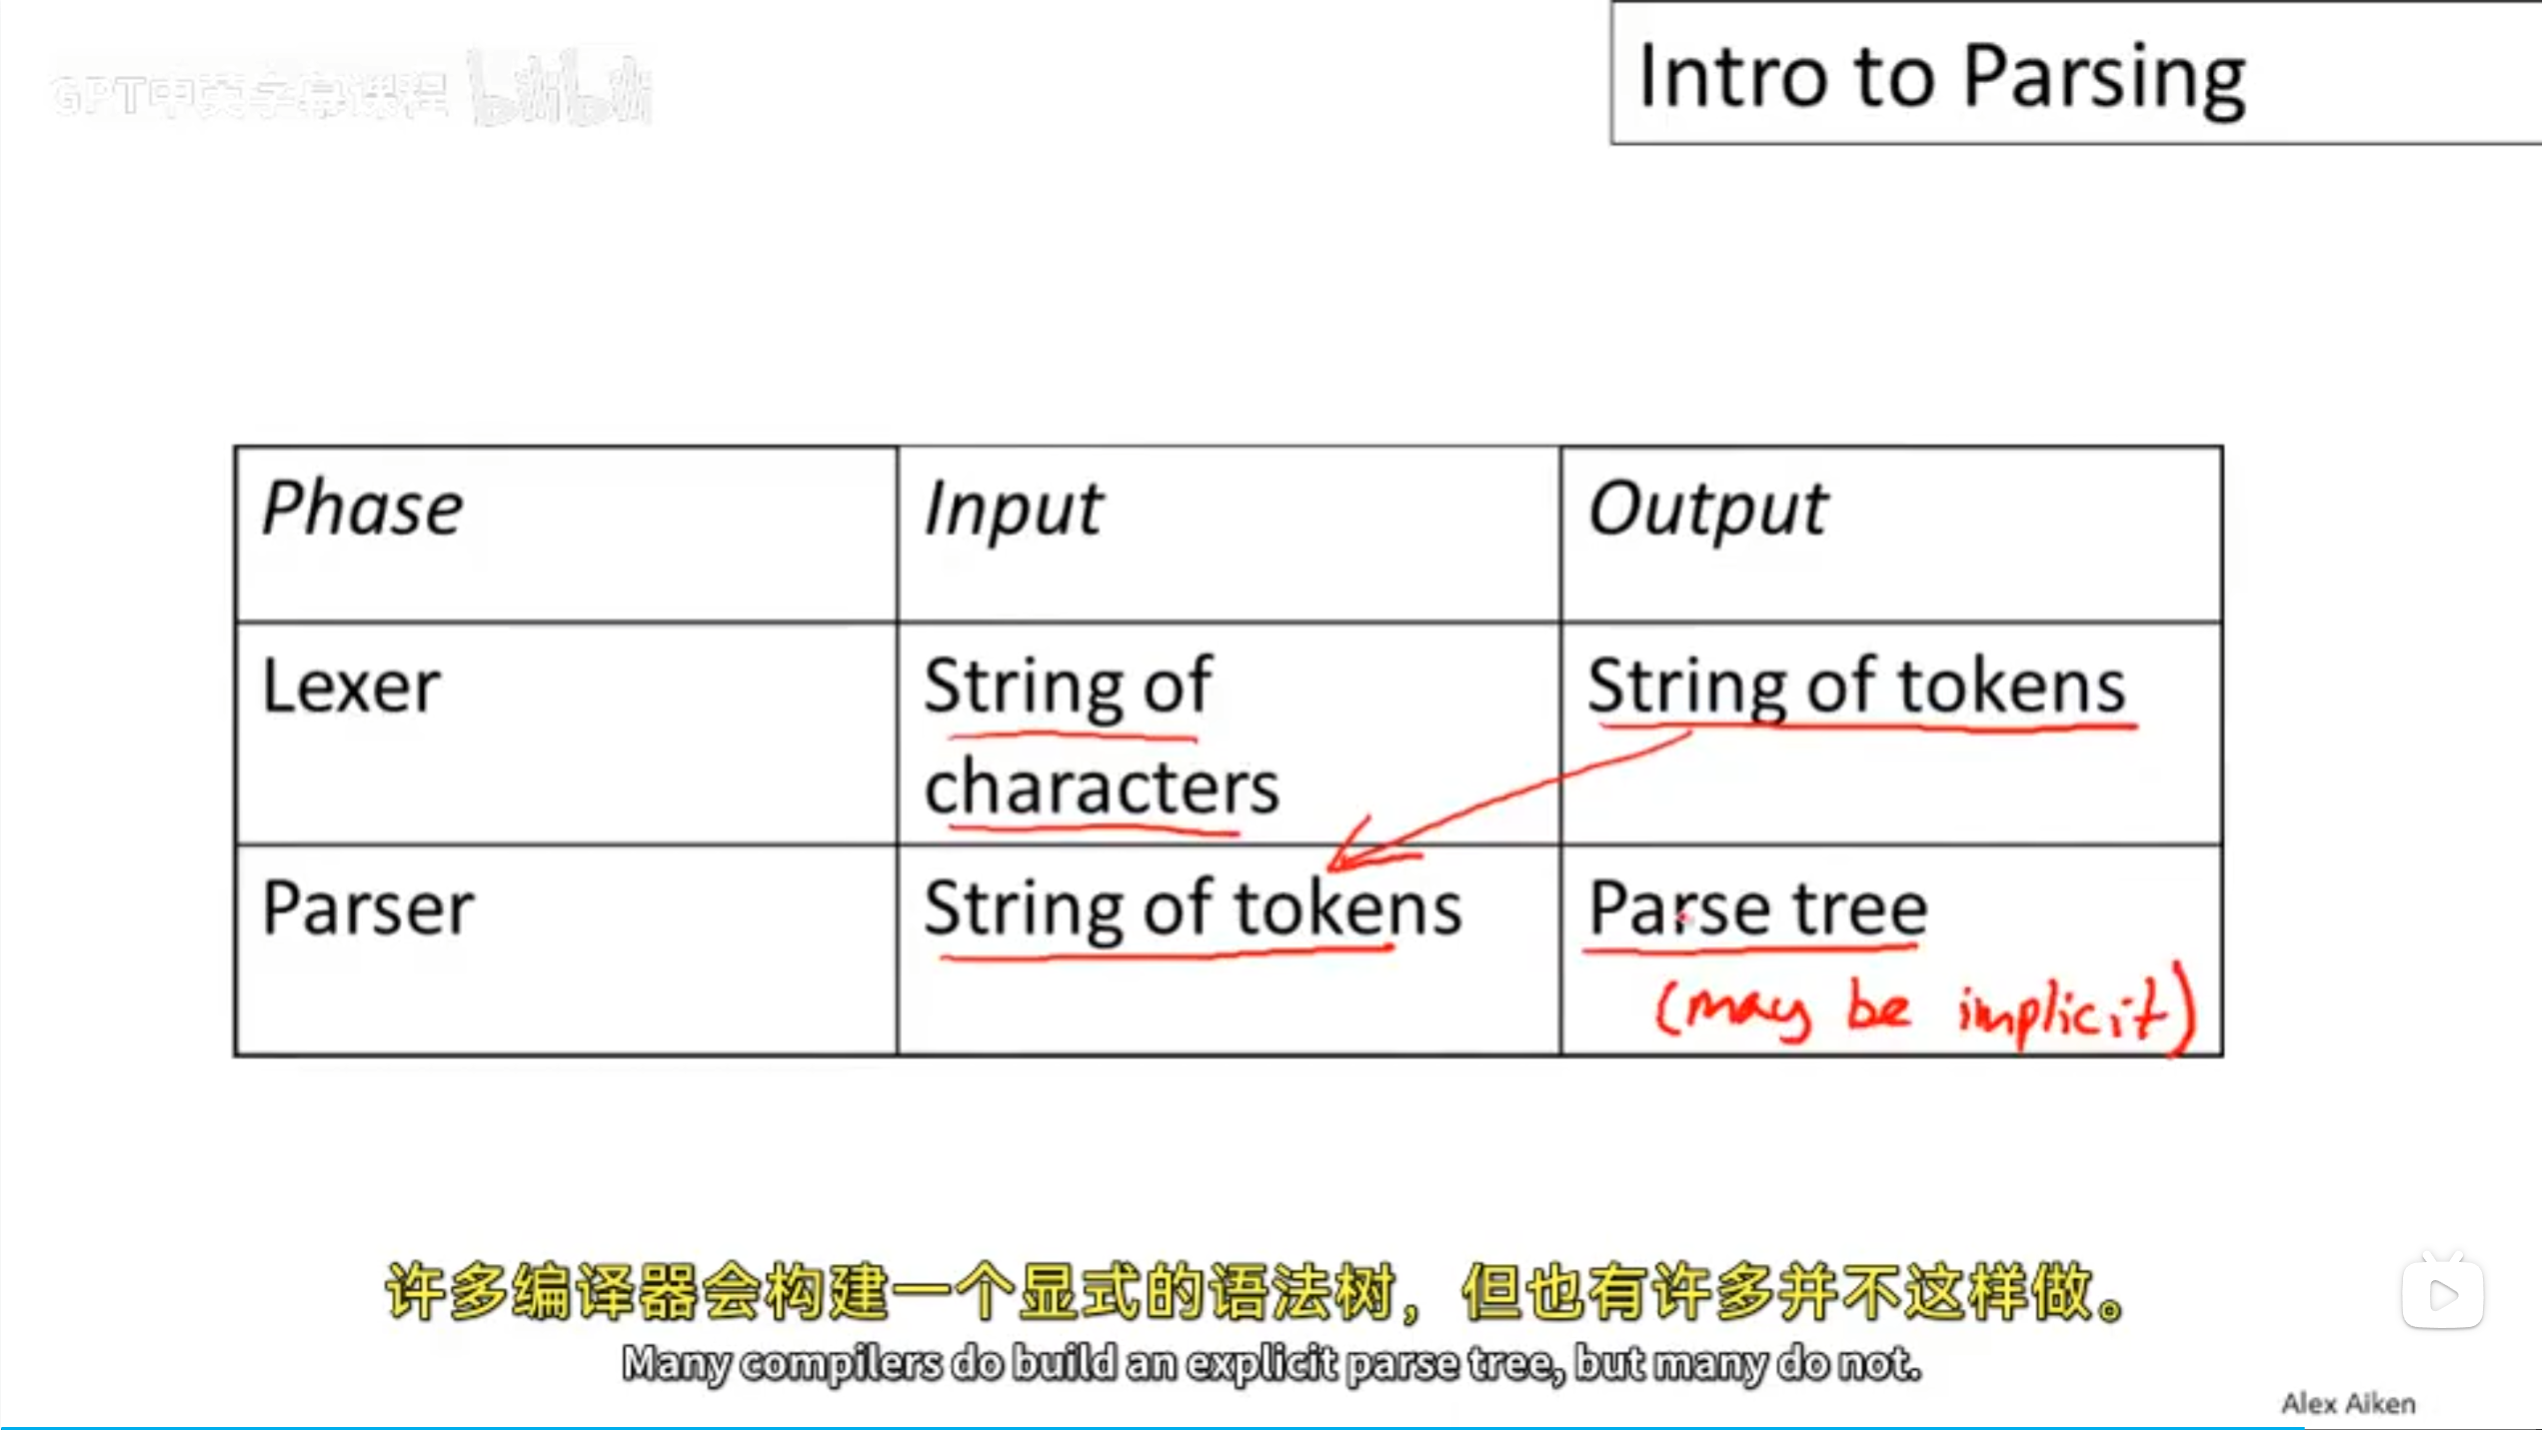 GPT中英字幕课程 bilibili
Intro to Parsing
Phase Input Output
Lexer String of String of tokens
characters
Parser String of tokens Parse tree
(may be implicit)
许多编译器会构建一个显式的语法树，但也有许多并不这样做。
Many compilers do build an explicit parse tree, but many do not.
Alex Aiken